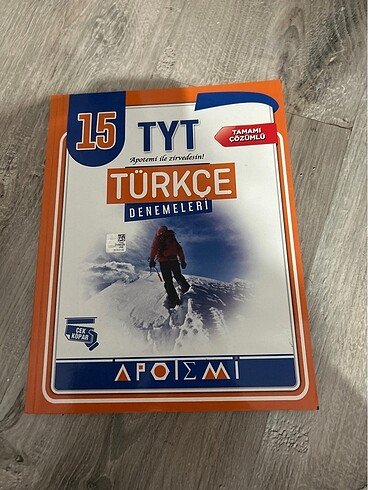 15
TYT
Apotemi ile zirvedesin!
TAMAMI
ÇÖZÜMLÜ
TÜRKÇE
DENEMELERİ
ÇEK
KOPAR
APOTEMİ